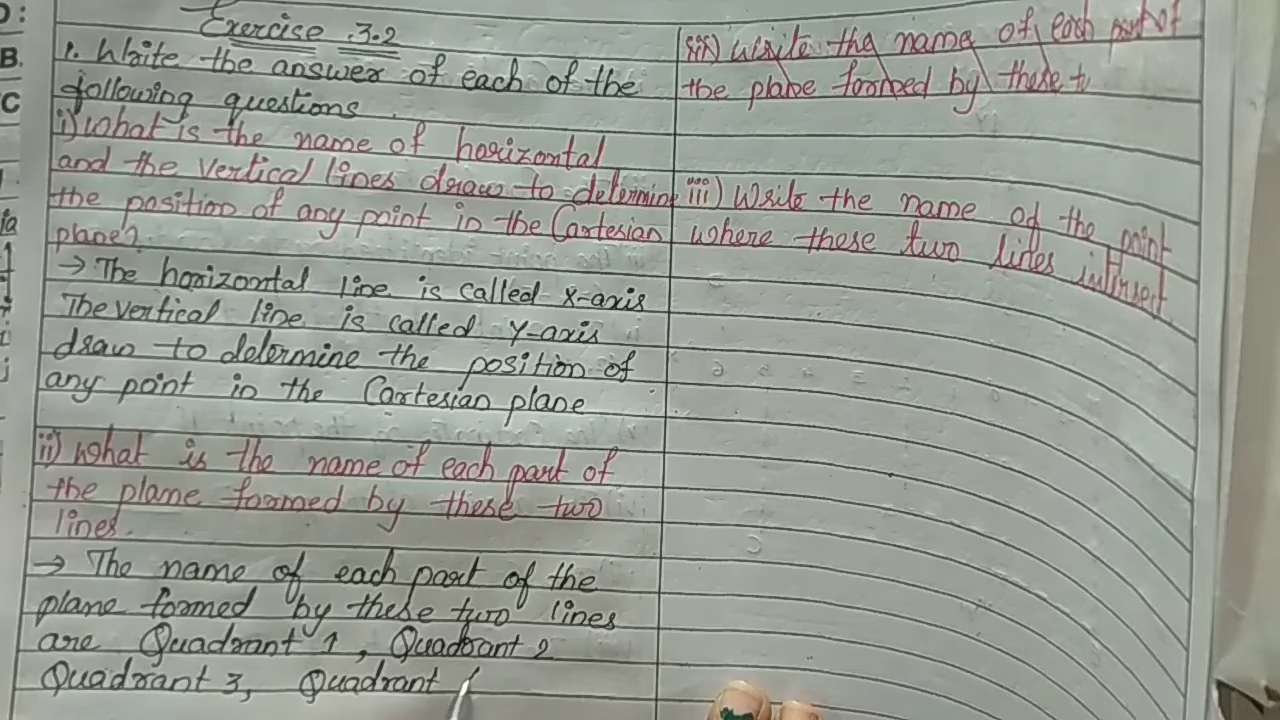 Exercise 3.2
1. Write the answer of each of the
following questions.
i) What is the name of horizontal
and the vertical lines draw to determine
the position of any point in the Cartesian
plane?
→ The horizontal line is called x-axis
The vertical line is called y-axis
draw to determine the position of
any point in the Cartesian plane
ii) What is the name of each part of
the plane formed by these two
lines.
→ The name of each part of the
plane formed by these two lines
are Quadrant 1, Quadrant 2
Quadrant 3, Quadrant
iii) Write the name of each part of
the plane formed by these t
iii) Write the name of the point
where these two lines intersect